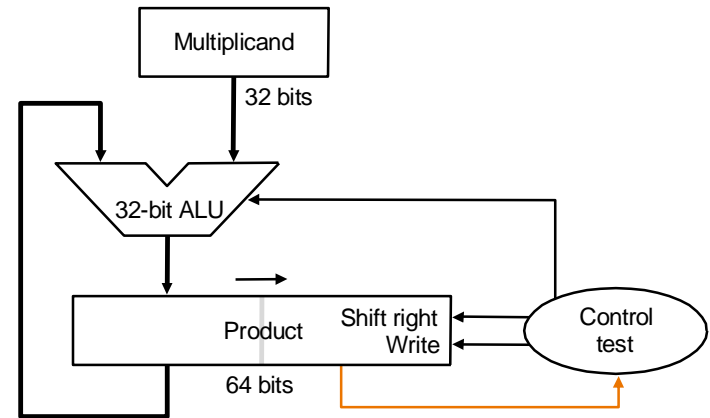 Multiplicand
32 bits
32-bit ALU
Product
Shift right
Write
Control
test
64 bits